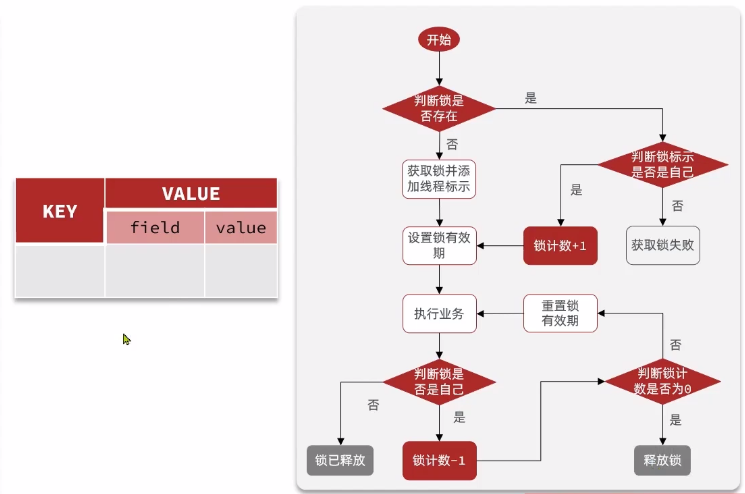 KEY
VALUE
field
value
开始
判断锁是
否存在
是
否
获取锁并添
加线程标示
判断锁标示
是否是自己
是
否
设置锁有效
期
锁计数+1
获取锁失败
执行业务
重置锁
有效期
否
判断锁是
否是自己
判断锁计
数是否为0
否
是
是
锁已释放
锁计数-1
释放锁